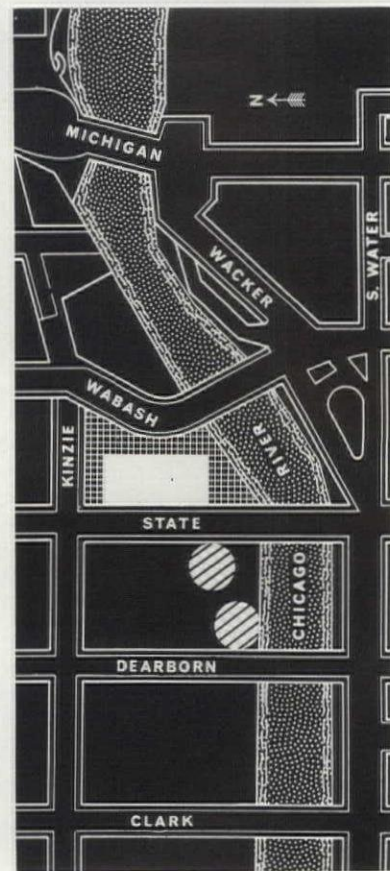 N
MICHIGAN
WACKER
S. WATER
WABASH
RIVER
KINZIE
STATE
CHICAGO
DEARBORN
CLARK